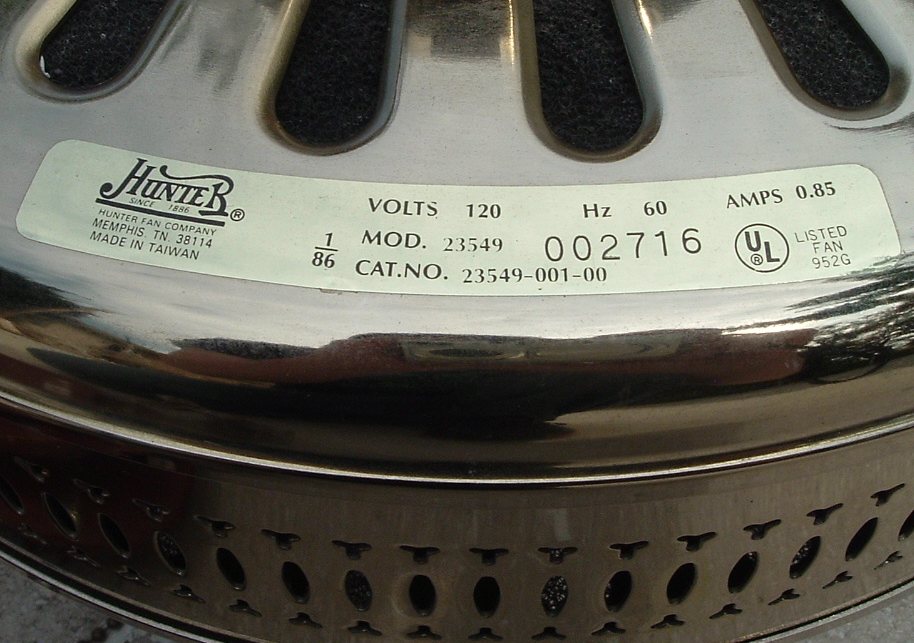 HUNTER®
SINCE 1886
HUNTER FAN COMPANY
MEMPHIS, TN. 38114
MADE IN TAIWAN
1
86
VOLTS 120 Hz 60 AMPS 0.85
MOD. 23549 002716
CAT.NO. 23549-001-00
UL®
LISTED
FAN
952G